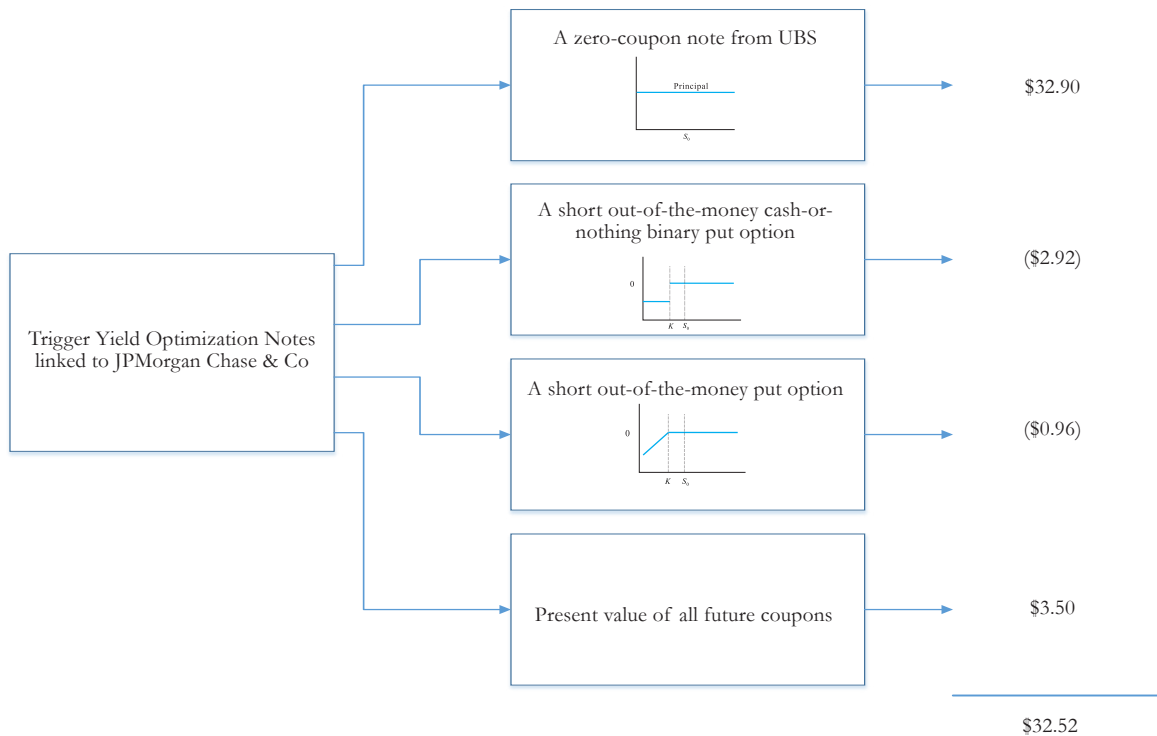 A zero-coupon note from UBS
Principal
S₀
$32.90
A short out-of-the-money cash-or-
nothing binary put option
0
K S₀
($2.92)
Trigger Yield Optimization Notes
linked to JPMorgan Chase & Co
A short out-of-the-money put option
0
K S₀
($0.96)
Present value of all future coupons
$3.50
$32.52